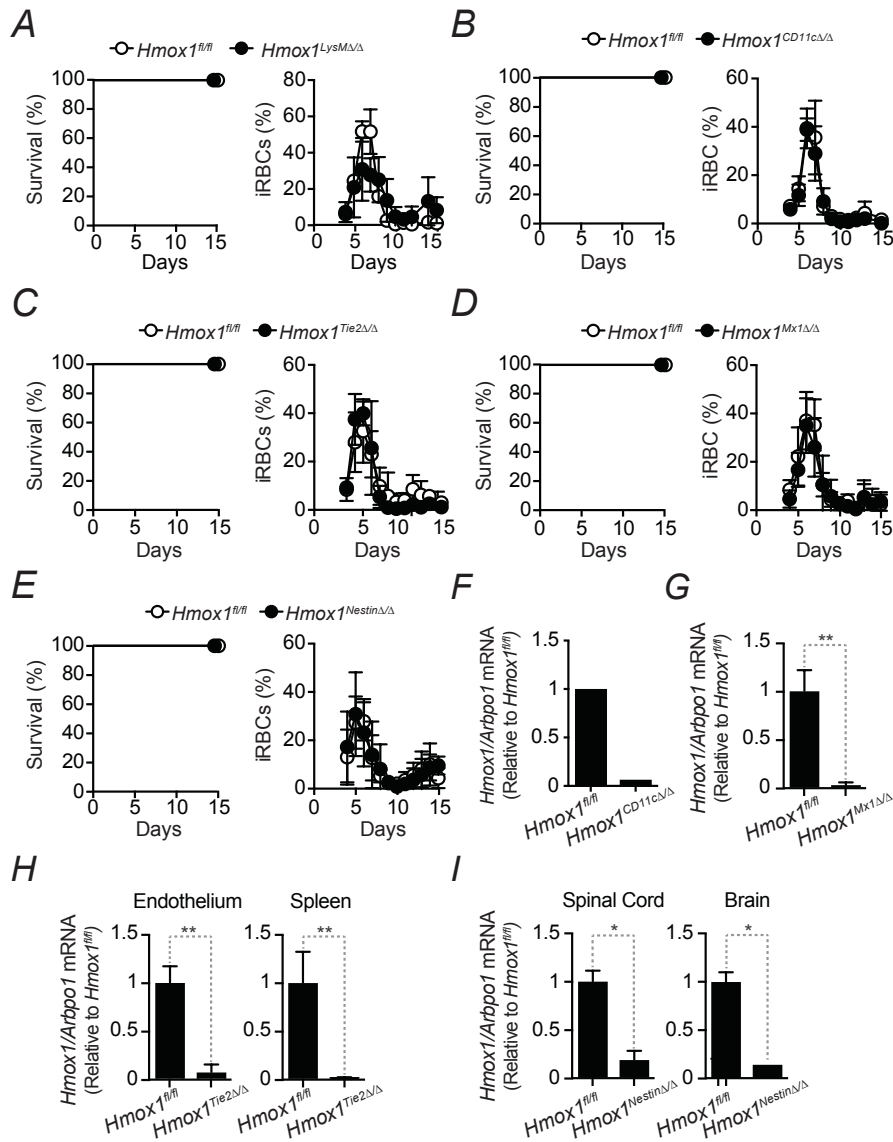 A
Hmox1fl/fl Hmox1LysMΔ/Δ
Survival (%)
100
80
60
40
20
0
0 5 10 15
Days
iRBCs (%)
80
60
40
20
0
0 5 10 15
Days
B
Hmox1fl/fl Hmox1CD11cΔ/Δ
Survival (%)
100
80
60
40
20
0
0 5 10 15
Days
iRBC (%)
60
40
20
0
0 5 10 15
Days
C
Hmox1fl/fl Hmox1Tie2Δ/Δ
Survival (%)
100
80
60
40
20
0
0 5 10 15
Days
iRBCs (%)
60
40
20
0
0 5 10 15
Days
D
Hmox1fl/fl Hmox1Mx1Δ/Δ
Survival (%)
100
80
60
40
20
0
0 5 10 15
Days
iRBC (%)
60
40
20
0
0 5 10 15
Days
E
Hmox1fl/fl Hmox1NestinΔ/Δ
Survival (%)
100
80
60
40
20
0
0 5 10 15
Days
iRBCs (%)
60
40
20
0
0 5 10 15
Days
F
Hmox1/Arbpo1 mRNA
(Relative to Hmox1fl/fl)
1.5
1
0.5
0
Hmox1fl/fl
Hmox1CD11cΔ/Δ
G
Hmox1/Arbpo1 mRNA
(Relative to Hmox1fl/fl)
1.5
1
0.5
0
**
Hmox1fl/fl
Hmox1Mx1Δ/Δ
H
Hmox1/Arbpo1 mRNA
(Relative to Hmox1fl/fl)
Endothelium
1.5
1
0.5
0
**
Hmox1fl/fl
Hmox1Tie2Δ/Δ
Spleen
1.5
1
0.5
0
**
Hmox1fl/fl
Hmox1Tie2Δ/Δ
I
Hmox1/Arbpo1 mRNA
(Relative to Hmox1fl/fl)
Spinal Cord
1.5
1
0.5
0
*
Hmox1fl/fl
Hmox1NestinΔ/Δ
Brain
1.5
1
0.5
0
*
Hmox1fl/fl
Hmox1NestinΔ/Δ